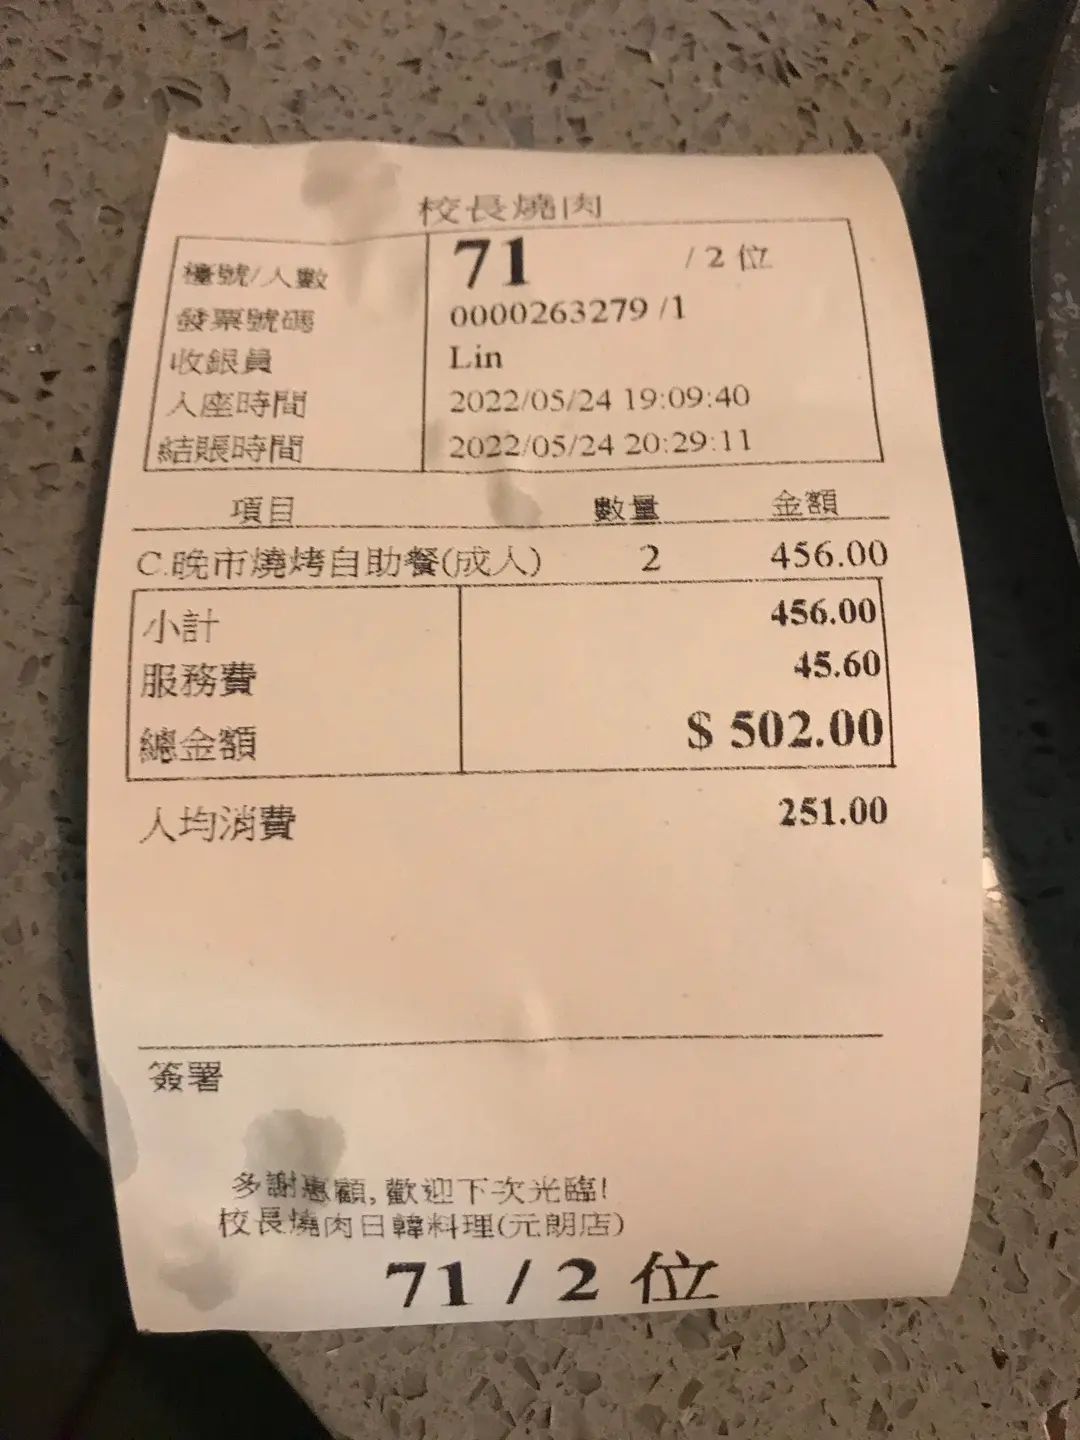 校長燒肉
檯號/人數 71 / 2 位
發票號碼 0000263279 /1
收銀員 Lin
入座時間 2022/05/24 19:09:40
結賬時間 2022/05/24 20:29:11
項目 數量 金額
C.晚市燒烤自助餐(成人) 2 456.00
小計 456.00
服務費 45.60
總金額 $ 502.00
人均消費 251.00
簽署
多謝惠顧,歡迎下次光臨!
校長燒肉日韓料理(元朗店)
71 / 2 位